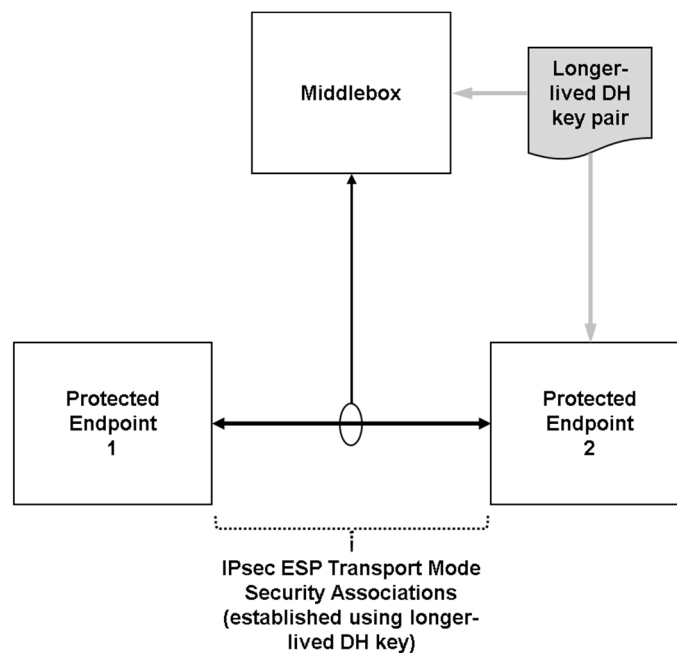 Middlebox
Longer-
lived DH
key pair
Protected
Endpoint
1
Protected
Endpoint
2
IPsec ESP Transport Mode
Security Associations
(established using longer-
lived DH key)